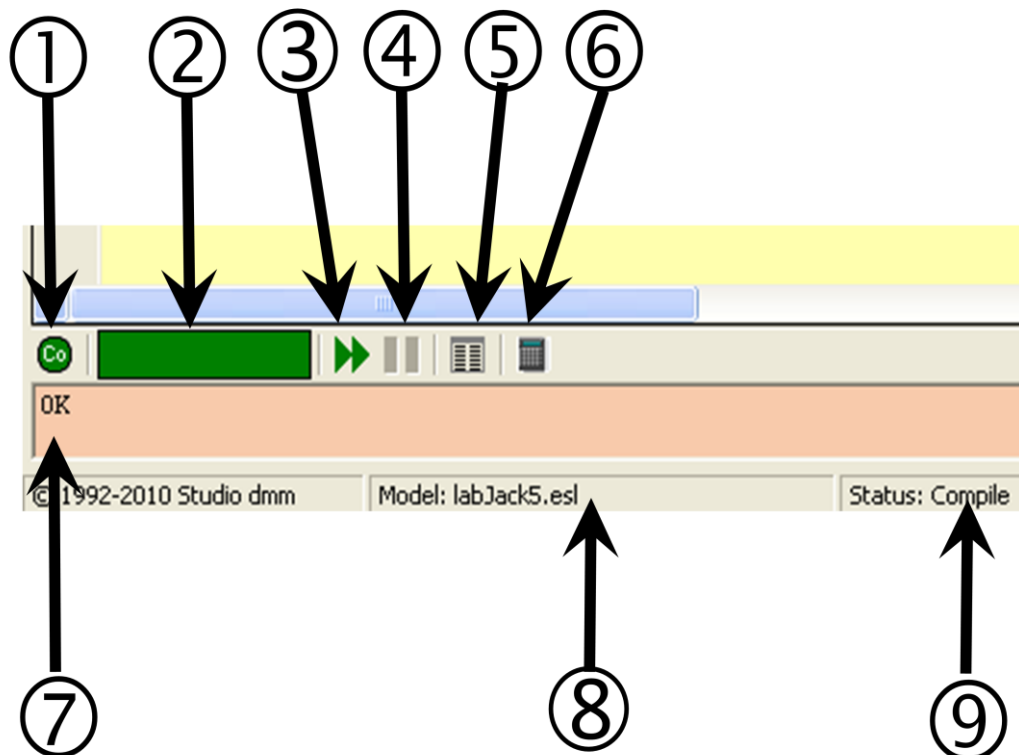 ① ② ③ ④ ⑤ ⑥
Co
OK
© 1992-2010 Studio dmm Model: labJack5.esl Status: Compile
⑦ ⑧ ⑨